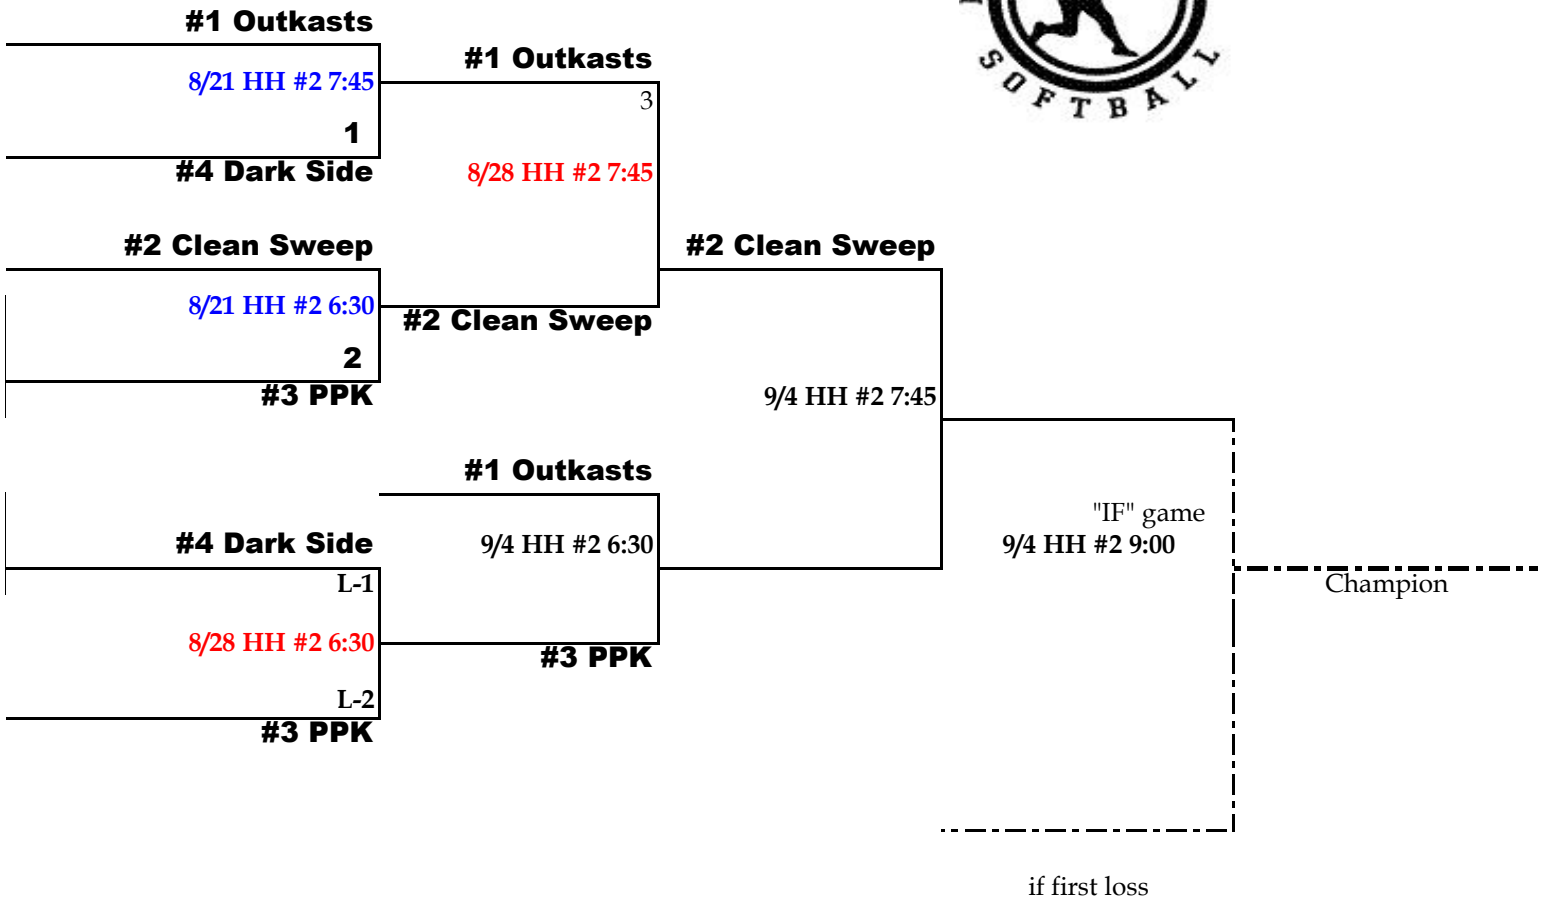 SOFTBALL
#1 Outkasts
8/21 HH #2 7:45
1
#4 Dark Side
#1 Outkasts
3
8/28 HH #2 7:45
#2 Clean Sweep
8/21 HH #2 6:30
2
#3 PPK
#2 Clean Sweep
#2 Clean Sweep
9/4 HH #2 7:45
#1 Outkasts
9/4 HH #2 6:30
#4 Dark Side
L-1
8/28 HH #2 6:30
L-2
#3 PPK
#3 PPK
"IF" game
9/4 HH #2 9:00
Champion
if first loss